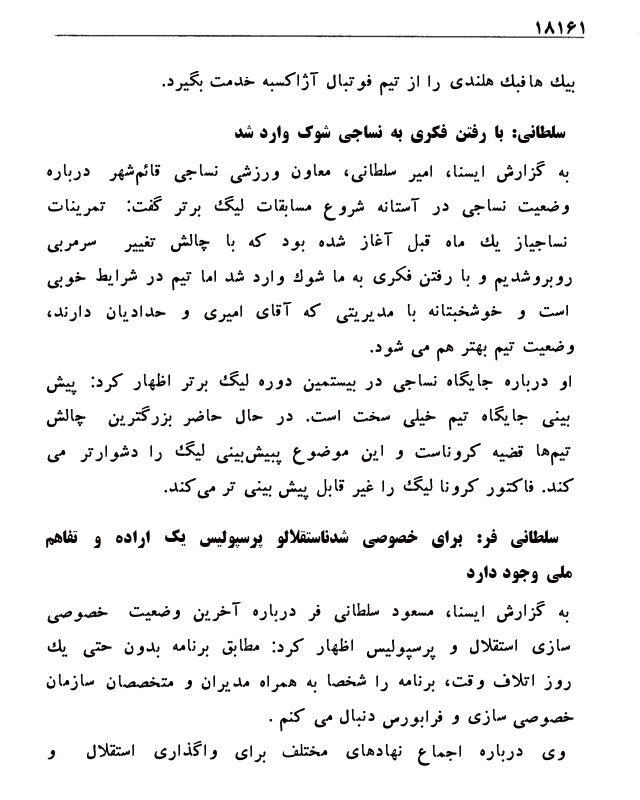 ۱۸۱۶۱
بیك هافبك هلندی را از تیم فوتبال آژاکسبه خدمت بگیرد.
سلطانی: با رفتن فکری به نساجی شوک وارد شد
به گزارش ایسنا، امیر سلطانی، معاون ورزشی نساجی قائم‌شهر درباره
وضعیت نساجی در آستانه شروع مسابقات لیگ برتر گفت: تمرینات
نساجیاز یك ماه قبل آغاز شده بود که با چالش تغییر سرمربی
روبروشدیم و با رفتن فکری به ما شوك وارد شد اما تیم در شرایط خوبی
است و خوشخبتانه با مدیریتی که آقای امیری و حدادیان دارند،
وضعیت تیم بهتر هم می شود.
او درباره جایگاه نساجی در بیستمین دوره لیگ برتر اظهار کرد: پیش
بینی جایگاه تیم خیلی سخت است. در حال حاضر بزرگترین چالش
تیم‌ها قضیه کروناست و این موضوع پبیش‌بینی لیگ را دشوارتر می
کند. فاکتور کرونا لیگ را غیر قابل پیش بینی تر می‌کند.
سلطانی فر: برای خصوصی شدناستقلالو پرسپولیس یک اراده و تفاهم
ملی وجود دارد
به گزارش ایسنا، مسعود سلطانی فر درباره آخرین وضعیت خصوصی
سازی استقلال و پرسپولیس اظهار کرد: مطابق برنامه بدون حتی یك
روز اتلاف وقت، برنامه را شخصا به همراه مدیران و متخصصان سازمان
خصوصی سازی و فرابورس دنبال می کنم .
وی درباره اجماع نهادهای مختلف برای واگذاری استقلال و